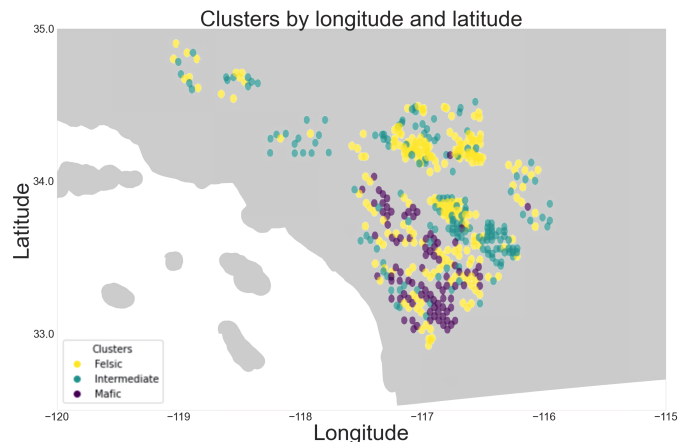 Clusters by longitude and latitude
35.0
34.0
33.0
Latitude
Clusters
Felsic
Intermediate
Mafic
−120 −119 −118 −117 −116 −115
Longitude